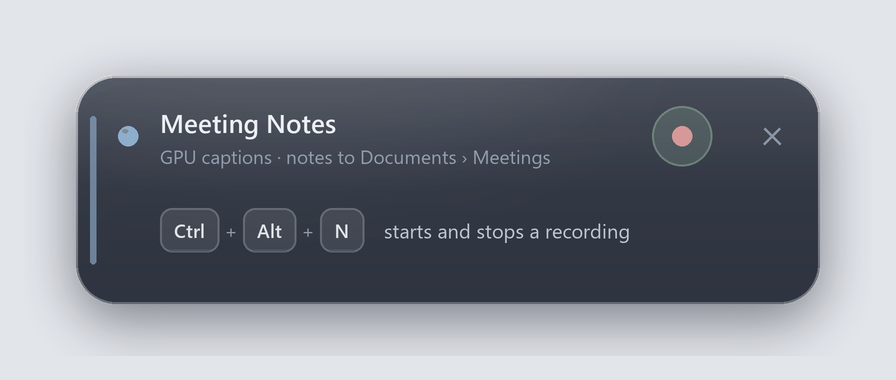 Meeting Notes
GPU captions · notes to Documents › Meetings
Ctrl + Alt + N starts and stops a recording